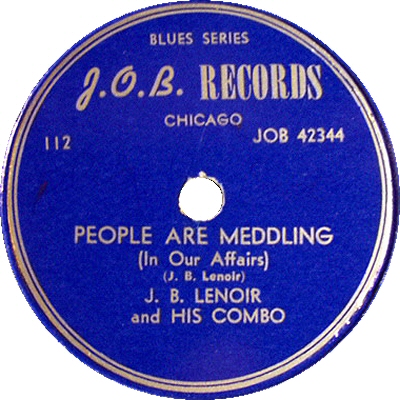 BLUES SERIES
J.O.B. RECORDS
CHICAGO
112 JOB 42344
PEOPLE ARE MEDDLING
(In Our Affairs)
(J. B. Lenoir)
J. B. LENOIR
and HIS COMBO